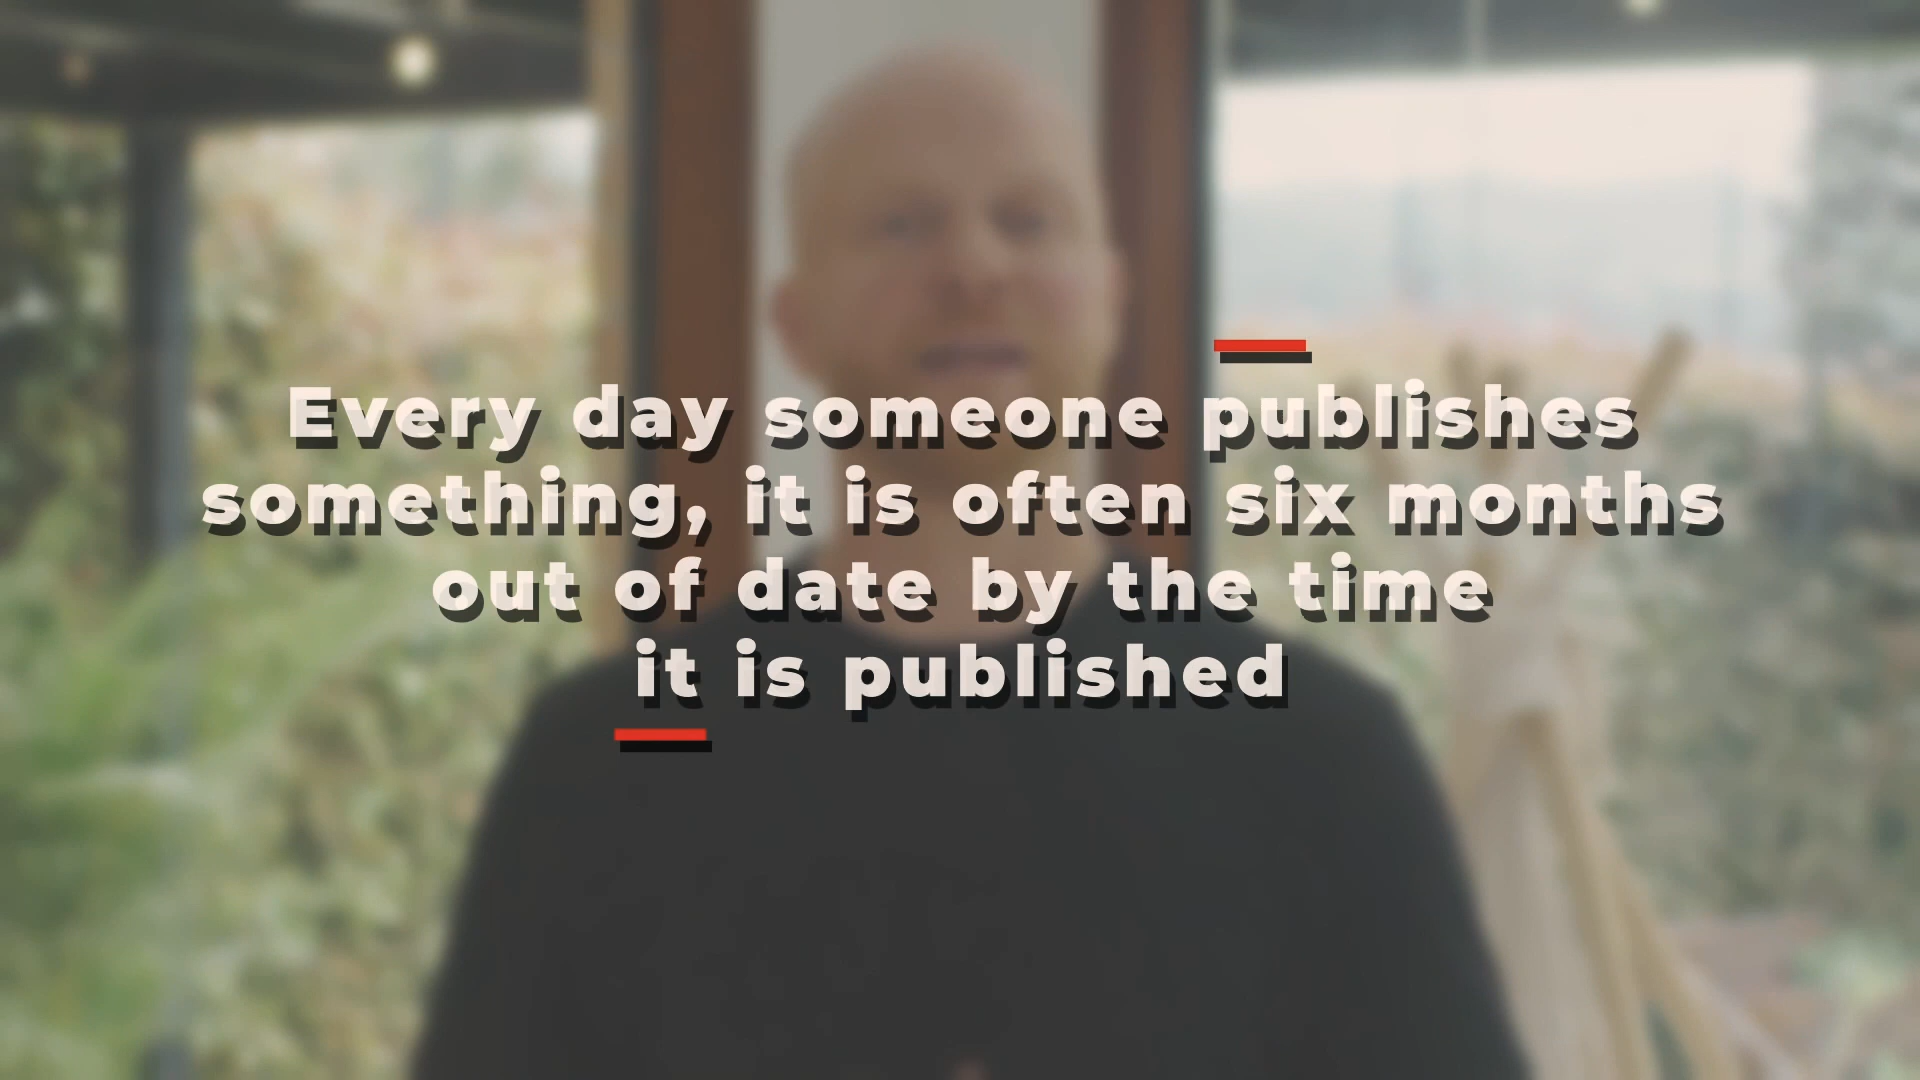 Every day someone publishes
something, it is often six months
out of date by the time
it is published